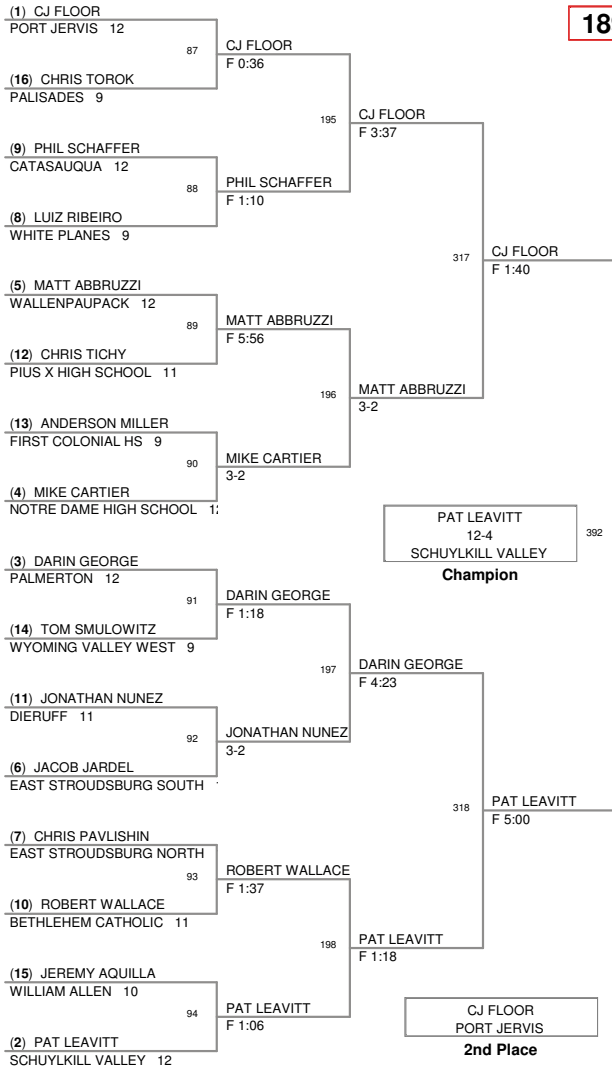 (1) CJ FLOOR
PORT JERVIS 12
87
CJ FLOOR
F 0:36
(16) CHRIS TOROK
PALISADES 9
195
CJ FLOOR
F 3:37
(9) PHIL SCHAFFER
CATASAUQUA 12
88
PHIL SCHAFFER
F 1:10
(8) LUIZ RIBEIRO
WHITE PLANES 9
317
CJ FLOOR
F 1:40
(5) MATT ABBRUZZI
WALLENPAUPACK 12
89
MATT ABBRUZZI
F 5:56
(12) CHRIS TICHY
PIUS X HIGH SCHOOL 11
196
MATT ABBRUZZI
3-2
(13) ANDERSON MILLER
FIRST COLONIAL HS 9
90
MIKE CARTIER
3-2
(4) MIKE CARTIER
NOTRE DAME HIGH SCHOOL 12
PAT LEAVITT
12-4
SCHUYLKILL VALLEY
392
Champion
(3) DARIN GEORGE
PALMERTON 12
91
DARIN GEORGE
F 1:18
(14) TOM SMULOWITZ
WYOMING VALLEY WEST 9
197
DARIN GEORGE
F 4:23
(11) JONATHAN NUNEZ
DIERUFF 11
92
JONATHAN NUNEZ
3-2
(6) JACOB JARDEL
EAST STROUDSBURG SOUTH
318
PAT LEAVITT
F 5:00
(7) CHRIS PAVLISHIN
EAST STROUDSBURG NORTH
93
ROBERT WALLACE
F 1:37
(10) ROBERT WALLACE
BETHLEHEM CATHOLIC 11
198
PAT LEAVITT
F 1:18
(15) JEREMY AQUILLA
WILLIAM ALLEN 10
94
PAT LEAVITT
F 1:06
(2) PAT LEAVITT
SCHUYLKILL VALLEY 12
CJ FLOOR
PORT JERVIS
2nd Place